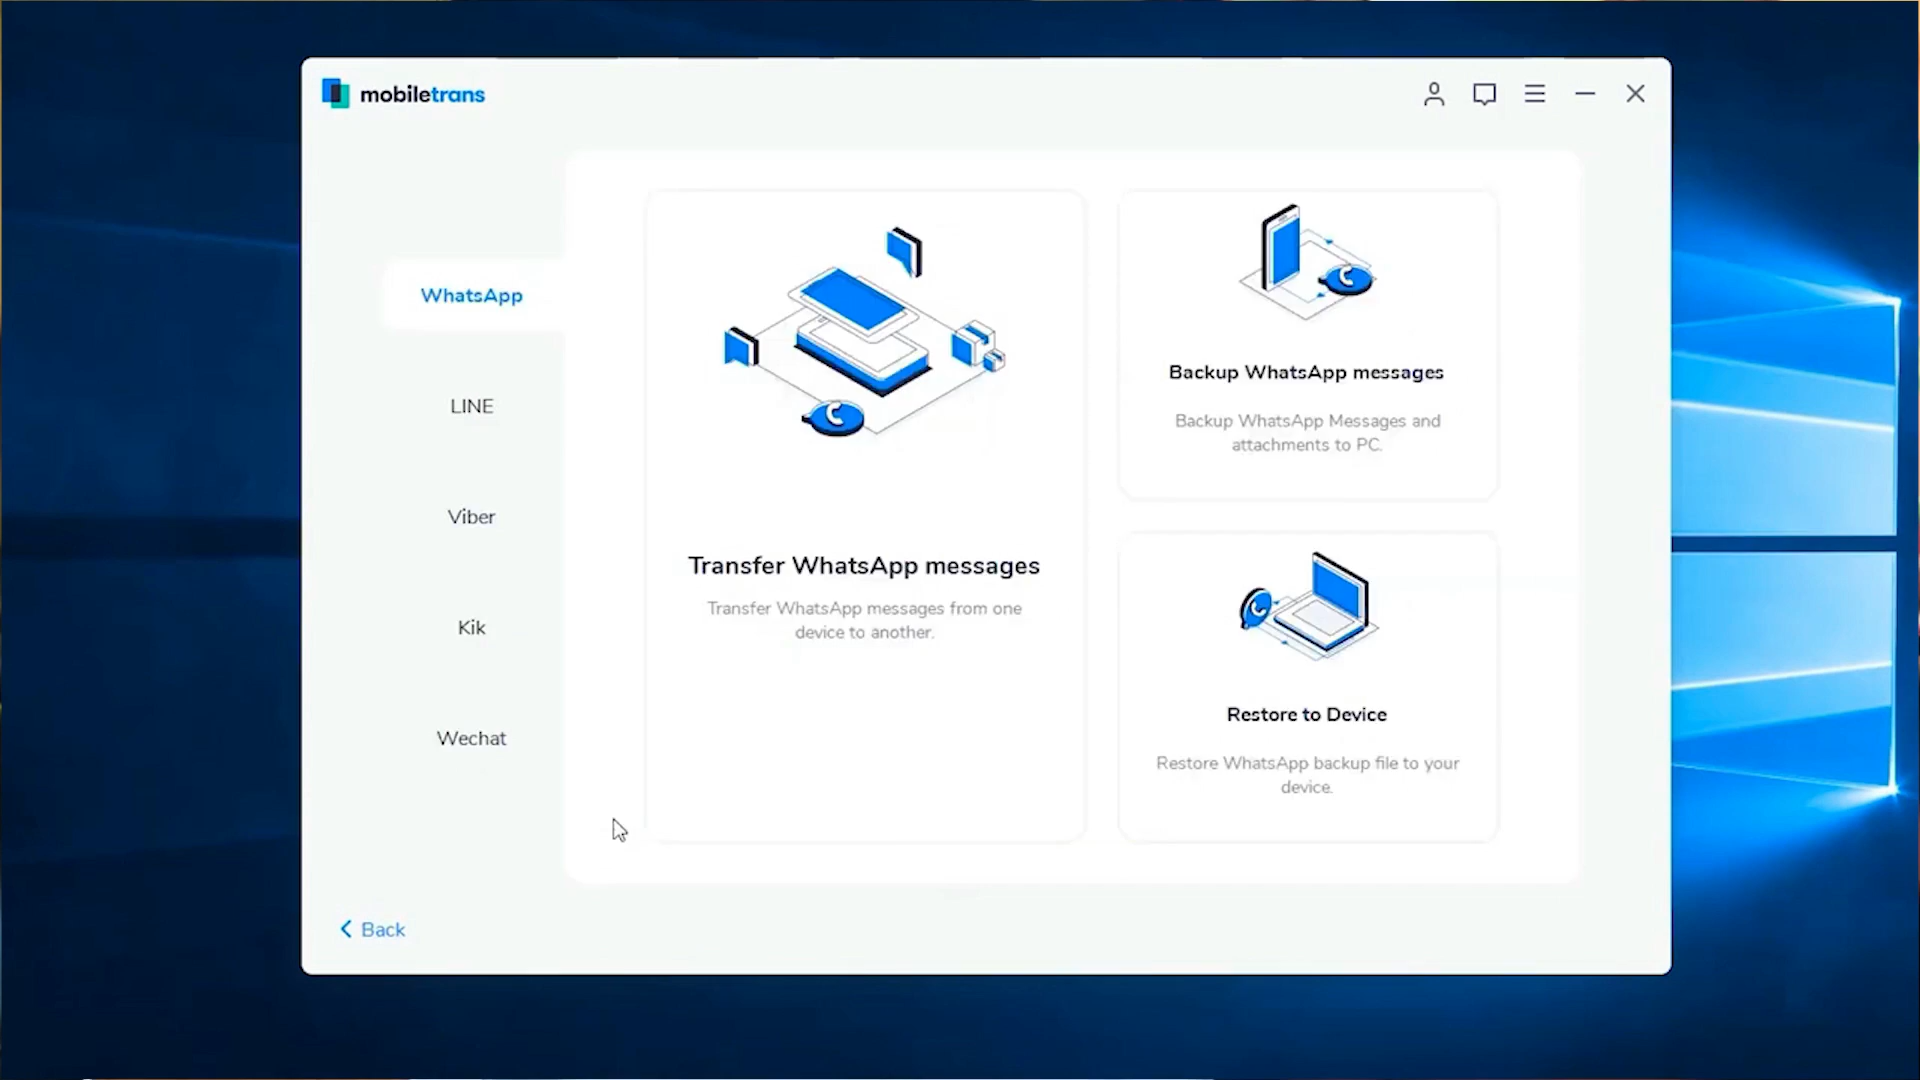 mobiletrans
WhatsApp
LINE
Viber
Kik
Wechat
Transfer WhatsApp messages
Transfer WhatsApp messages from one
device to another.
Backup WhatsApp messages
Backup WhatsApp Messages and
attachments to PC.
Restore to Device
Restore WhatsApp backup file to your
device.
Back